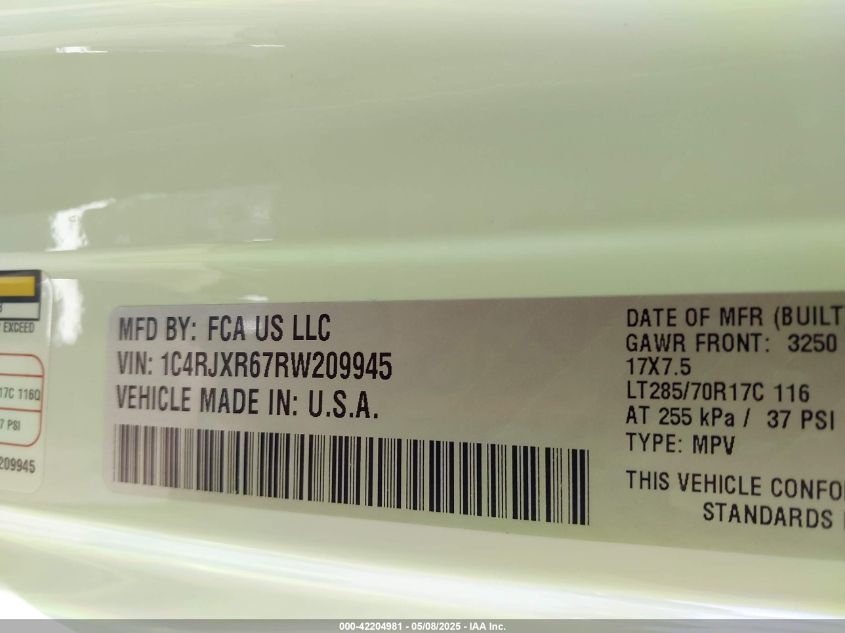 EXCEED
17C 116Q
7 PSI
209945
MFD BY: FCA US LLC
VIN: 1C4RJXR67RW209945
VEHICLE MADE IN: U.S.A.
DATE OF MFR (BUILT
GAWR FRONT: 3250
17X7.5
LT285/70R17C 116
AT 255 kPa / 37 PSI
TYPE: MPV
THIS VEHICLE CONFO
STANDARDS
000-42204981 - 05/08/2025 - IAA Inc.